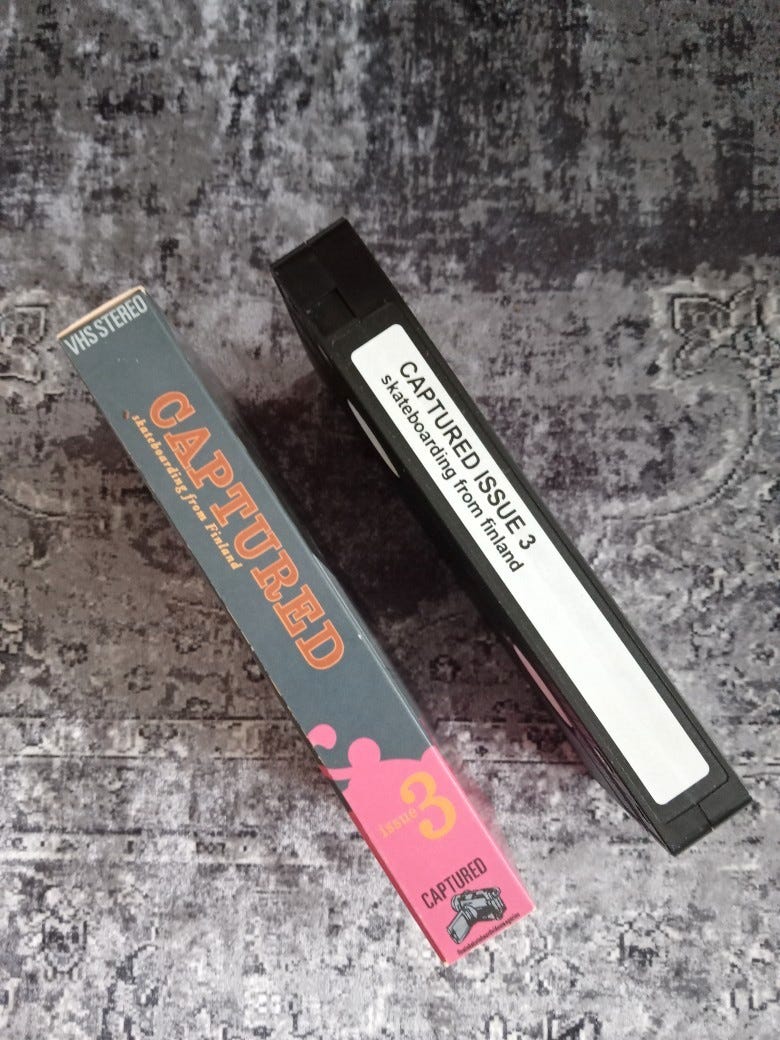 VHS STEREO
CAPTURED
skateboarding from Finland
issue 3
CAPTURED
CAPTURED ISSUE 3
skateboarding from finland